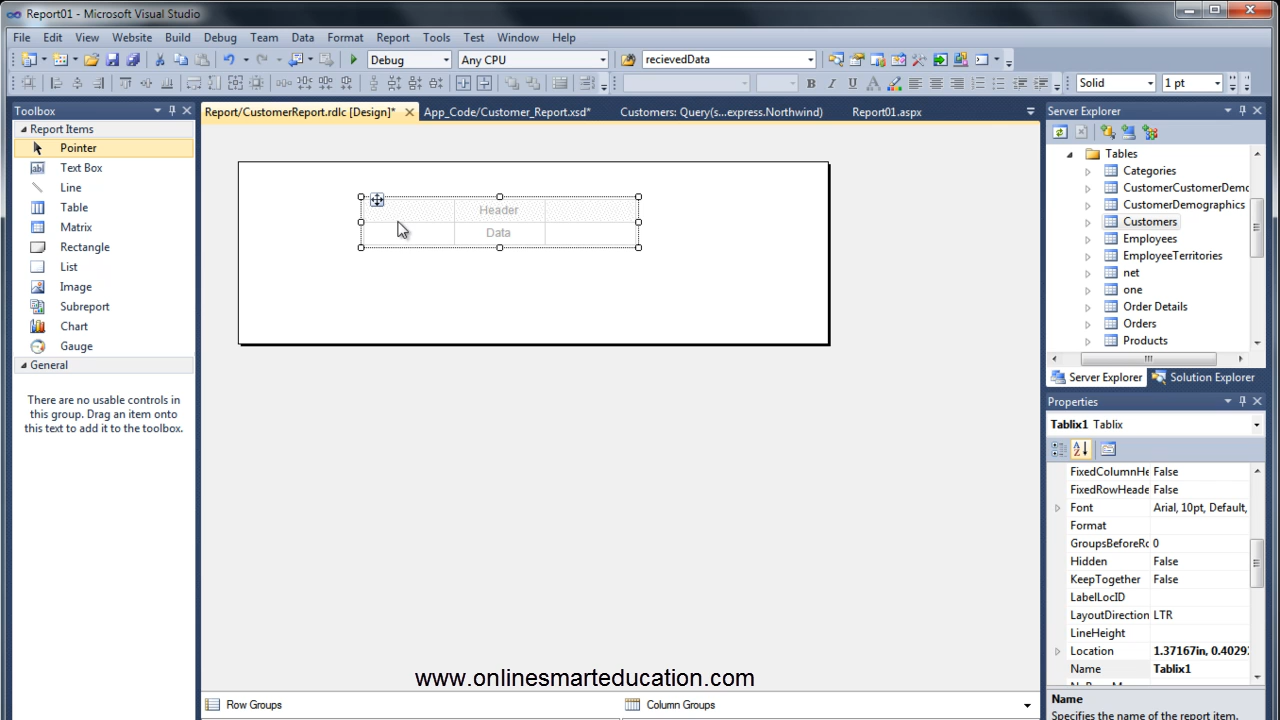 Report01 - Microsoft Visual Studio
File Edit View Website Build Debug Team Data Format Report Tools Test Window Help
Debug Any CPU recievedData
Solid 1 pt
Toolbox
Report Items
Pointer
Text Box
Line
Table
Matrix
Rectangle
List
Image
Subreport
Chart
Gauge
General
There are no usable controls in
this group. Drag an item onto
this text to add it to the toolbox.
Report/CustomerReport.rdlc [Design]* App_Code/Customer_Report.xsd* Customers: Query(s...express.Northwind) Report01.aspx
Header
Data
www.onlinesmarteducation.com
Row Groups Column Groups
Server Explorer
Tables
Categories
CustomerCustomerDemo
CustomerDemographics
Customers
Employees
EmployeeTerritories
net
one
Order Details
Orders
Products
Server Explorer Solution Explorer
Properties
Tablix1 Tablix
FixedColumnHe False
FixedRowHeade False
Font Arial, 10pt, Default,
Format
GroupsBeforeRo 0
Hidden False
KeepTogether False
LabelLocID
LayoutDirection LTR
LineHeight
Location 1.37167in, 0.4029
Name Tablix1
Name
Specifies the name of the report item.